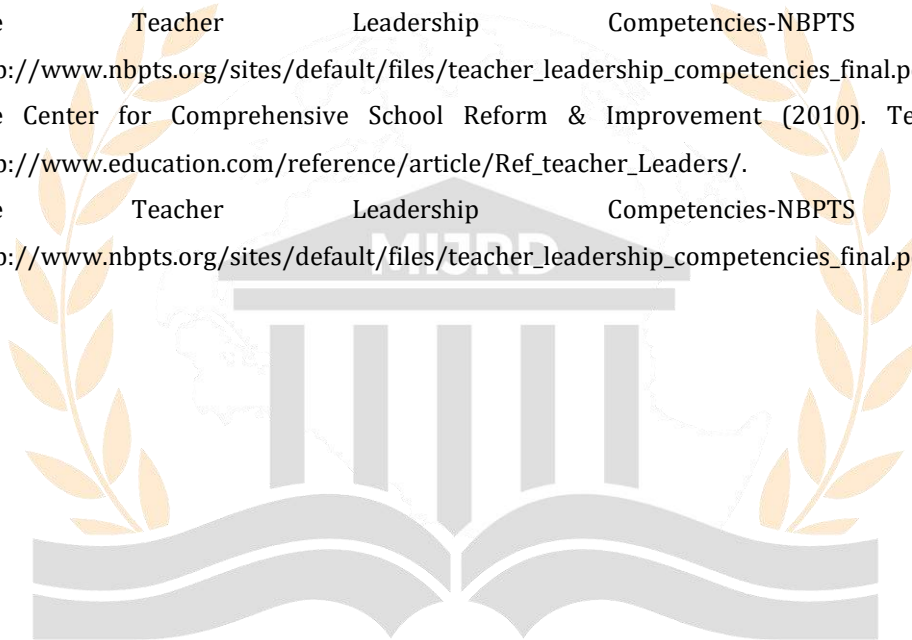 e Teacher Leadership Competencies-NBPTS
p://www.nbpts.org/sites/default/files/teacher_leadership_competencies_final.p
e Center for Comprehensive School Reform & Improvement (2010). Te
p://www.education.com/reference/article/Ref_teacher_Leaders/.
e Teacher Leadership Competencies-NBPTS
p://www.nbpts.org/sites/default/files/teacher_leadership_competencies_final.p
MIJRD